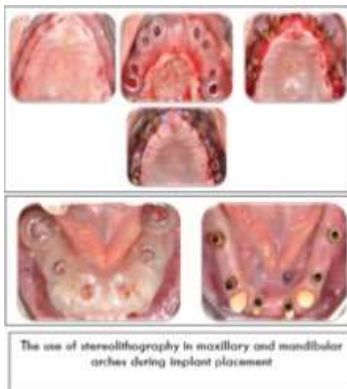 The use of stereolithography in maxillary and mandibular
arches during implant placement